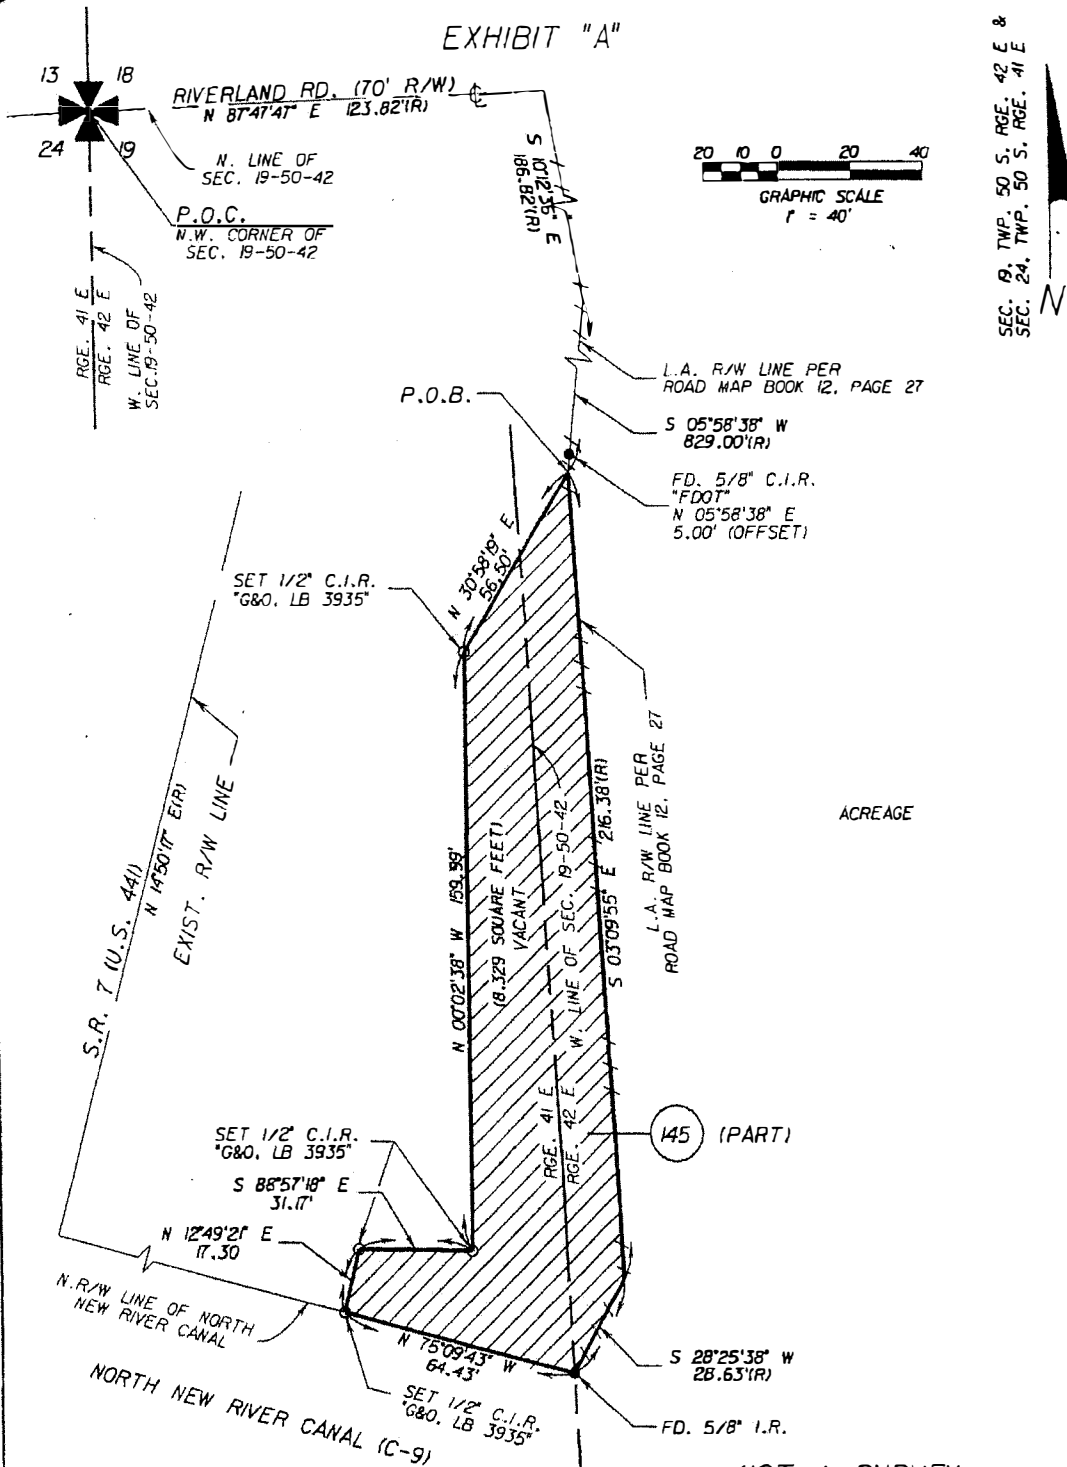 EXHIBIT "A"
SEC. 19, TWP. 50 S. RGE. 42 E &
SEC. 24, TWP. 50 S. RGE. 41 E
13
18
24
19
RIVERLAND RD. (70' R/W)
N 87°47'47" E 123.82'(R)
N. LINE OF
SEC. 19-50-42
P.O.C.
N.W. CORNER OF
SEC. 19-50-42
RGE. 41 E
RGE. 42 E
W. LINE OF
SEC.19-50-42
S 10°12'56" E
186.82'(R)
20 10 0 20 40
GRAPHIC SCALE
1" = 40'
N
L.A. R/W LINE PER
ROAD MAP BOOK 12, PAGE 27
P.O.B.
S 05°58'38" W
829.00'(R)
FD. 5/8" C.I.R.
"FDOT"
N 05°58'38" E
5.00' (OFFSET)
N 30°58'19" E
56.50'
SET 1/2" C.I.R.
"G&O, LB 3935"
EXIST. R/W LINE
N 14°50'17" E(R)
S.R. 7 (U.S. 441)
N 00°02'38" W 159.99'
(8,329 SQUARE FEET)
VACANT
W. LINE OF SEC. 19-50-42
RGE. 41 E
RGE. 42 E
S 03°09'55" E 216.38'(R)
L.A. R/W LINE PER
ROAD MAP BOOK 12, PAGE 27
ACREAGE
145 (PART)
SET 1/2" C.I.R.
"G&O, LB 3935"
S 88°57'18" E
31.17'
N 12°49'21" E
17.30
N.R/W LINE OF NORTH
NEW RIVER CANAL
N 75°09'43" W
64.43'
S 28°25'38" W
28.63'(R)
SET 1/2" C.I.R.
"G&O, LB 3935"
FD. 5/8" I.R.
NORTH NEW RIVER CANAL (C-9)